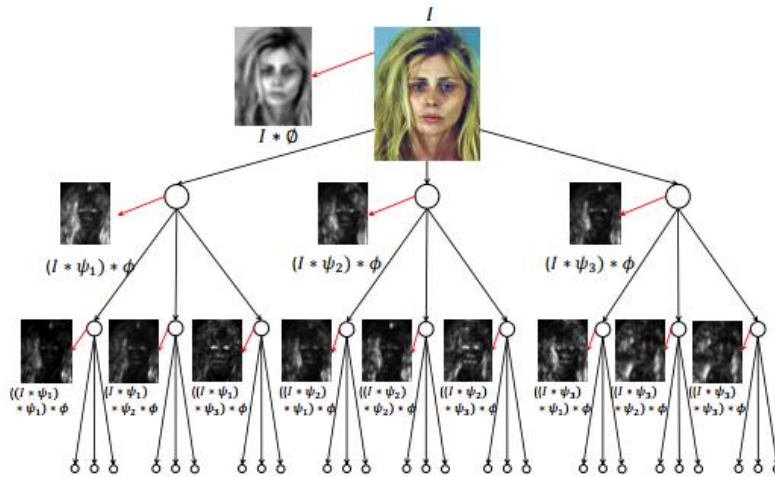 I
I * Ø
(I * ψ₁) * ϕ
(I * ψ₂) * ϕ
(I * ψ₃) * ϕ
((I * ψ₁)
* ψ₁) * ϕ
(I * ψ₁)
* ψ₂ * ϕ
((I * ψ₁)
* ψ₃) * ϕ
((I * ψ₂)
* ψ₁) * ϕ
((I * ψ₂)
* ψ₂) * ϕ
((I * ψ₂)
* ψ₃) * ϕ
((I * ψ₃)
* ψ₁) * ϕ
((I * ψ₃)
* ψ₂) * ϕ
((I * ψ₃)
* ψ₃) * ϕ